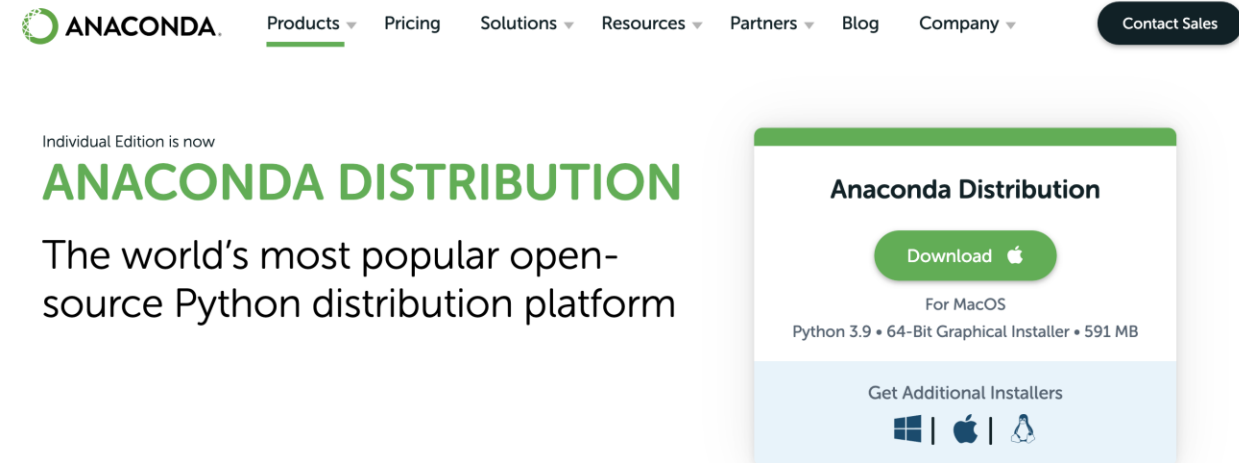 ANACONDA.
Products
Pricing
Solutions
Resources
Partners
Blog
Company
Contact Sales
Individual Edition is now
ANACONDA DISTRIBUTION
The world's most popular open-
source Python distribution platform
Anaconda Distribution
Download
For MacOS
Python 3.9 • 64-Bit Graphical Installer • 591 MB
Get Additional Installers